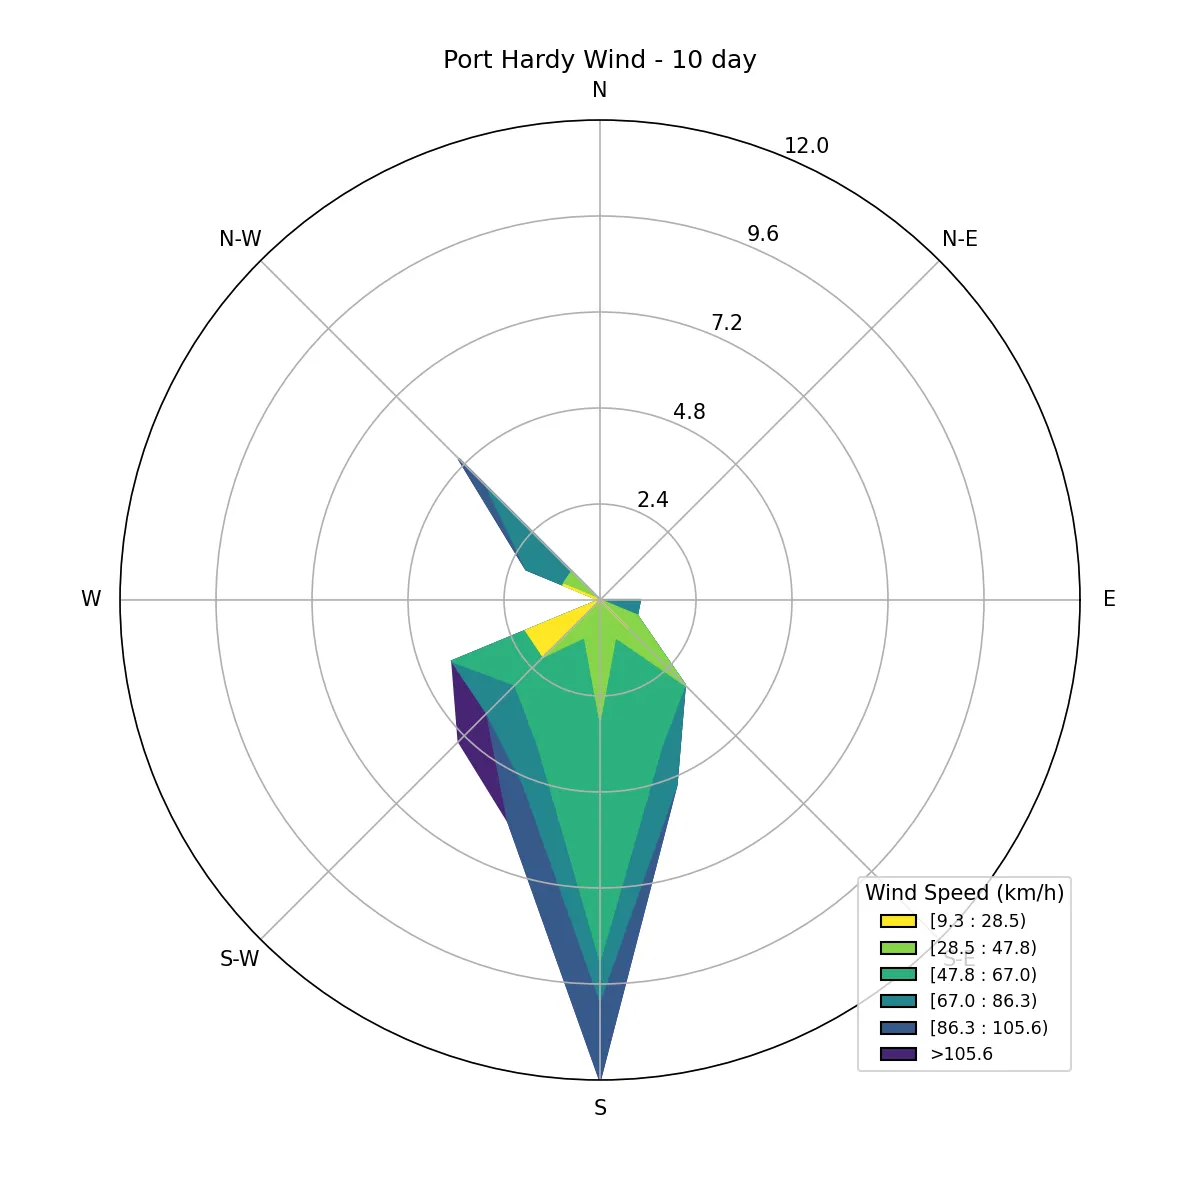 Port Hardy Wind - 10 day
N
12.0
N-W
N-E
9.6
7.2
4.8
2.4
W
E
Wind Speed (km/h)
[9.3 : 28.5)
[28.5 : 47.8)
S-W
S-E
[47.8 : 67.0)
[67.0 : 86.3)
[86.3 : 105.6)
>105.6
S